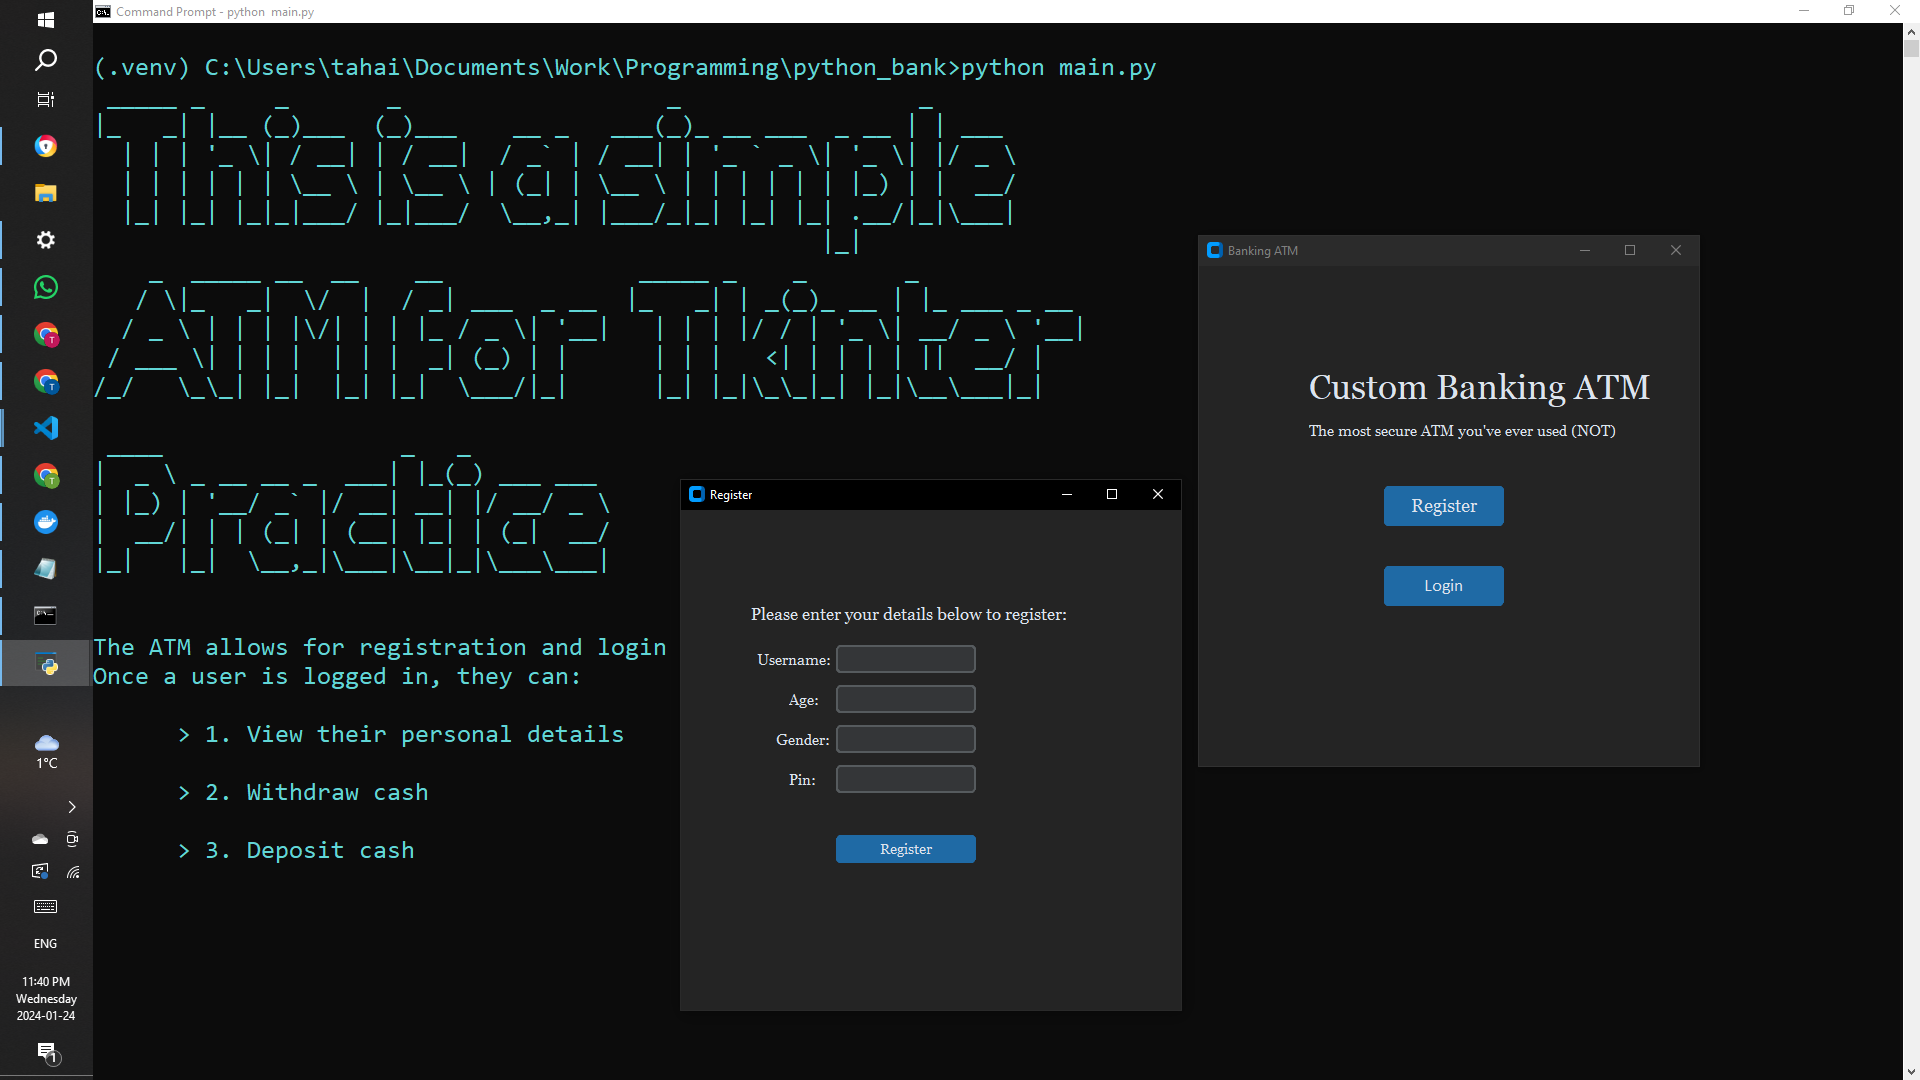 Command Prompt - python  main.py
(.venv) C:\Users\tahai\Documents\Work\Programming\python_bank>python main.py
This is a simple
ATM for Tkinter
Practice
The ATM allows for registration and login
Once a user is logged in, they can:
> 1. View their personal details
> 2. Withdraw cash
> 3. Deposit cash
Register
Please enter your details below to register:
Username:
Age:
Gender:
Pin:
Register
Banking ATM
Custom Banking ATM
The most secure ATM you've ever used (NOT)
Register
Login
1°C
ENG
11:40 PM
Wednesday
2024-01-24
1